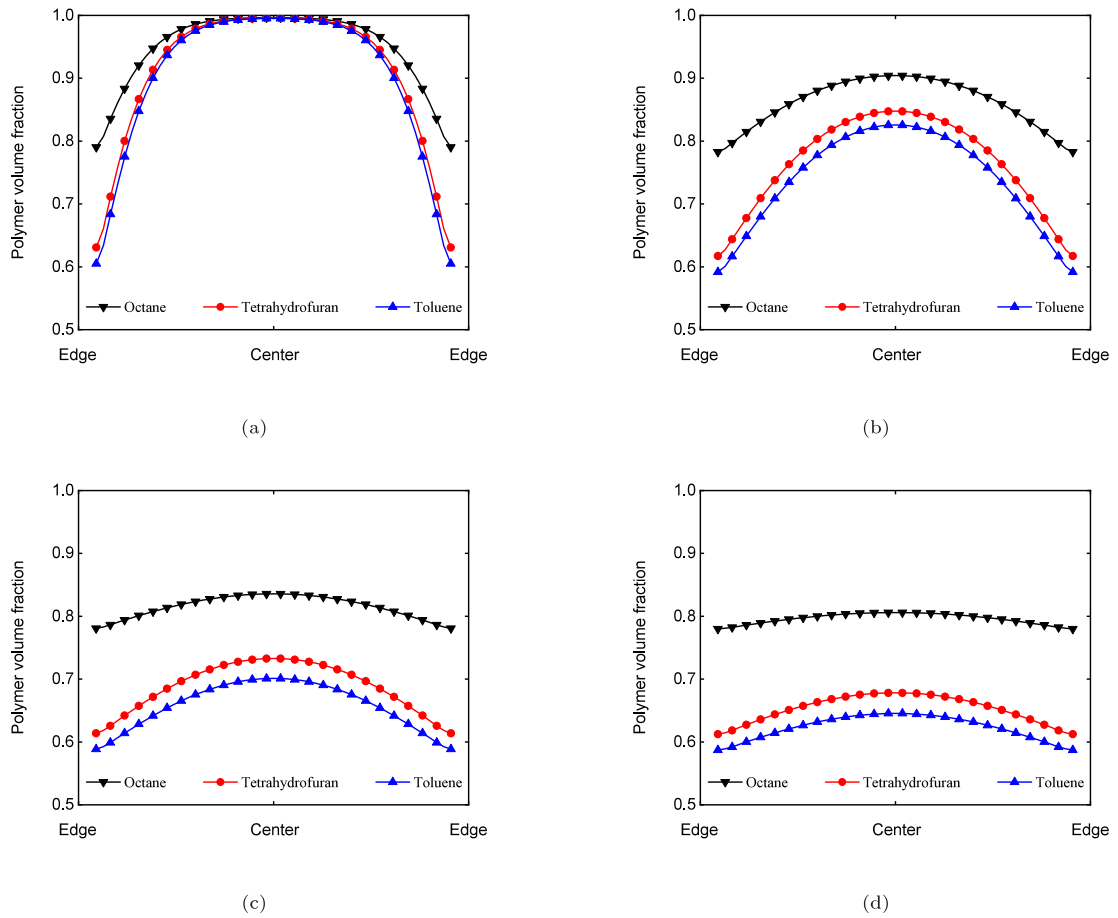 1.0
0.9
0.8
0.7
0.6
0.5
Polymer volume fraction
Octane Tetrahydrofuran Toluene
Edge Center Edge
(a)
1.0
0.9
0.8
0.7
0.6
0.5
Polymer volume fraction
Octane Tetrahydrofuran Toluene
Edge Center Edge
(b)
1.0
0.9
0.8
0.7
0.6
0.5
Polymer volume fraction
Octane Tetrahydrofuran Toluene
Edge Center Edge
(c)
1.0
0.9
0.8
0.7
0.6
0.5
Polymer volume fraction
Octane Tetrahydrofuran Toluene
Edge Center Edge
(d)